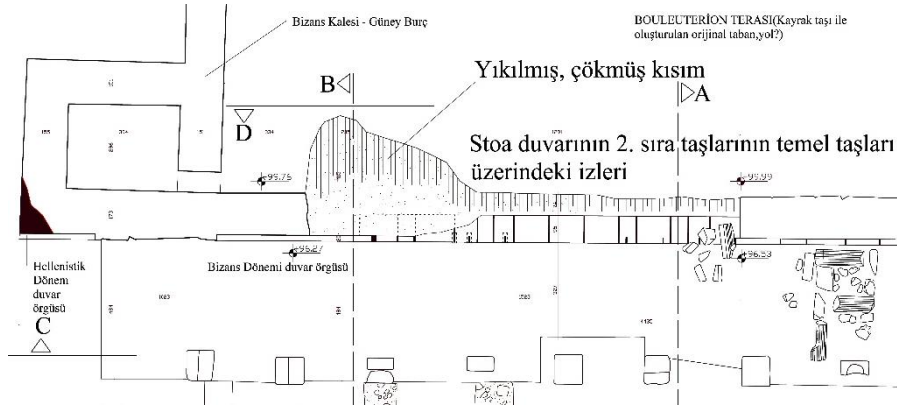 Bizans Kalesi - Güney Burç
BOULEUTERİON TERASI(Kayrak taşı ile
oluşturulan orijinal taban,yol?)
B
A
Yıkılmış, çökmüş kısım
D
Stoa duvarının 2. sıra taşlarının temel taşları
üzerindeki izleri
99.75
99.99
96.27
96.53
Hellenistik
Dönem
duvar
örgüsü
Bizans Dönemi duvar örgüsü
C